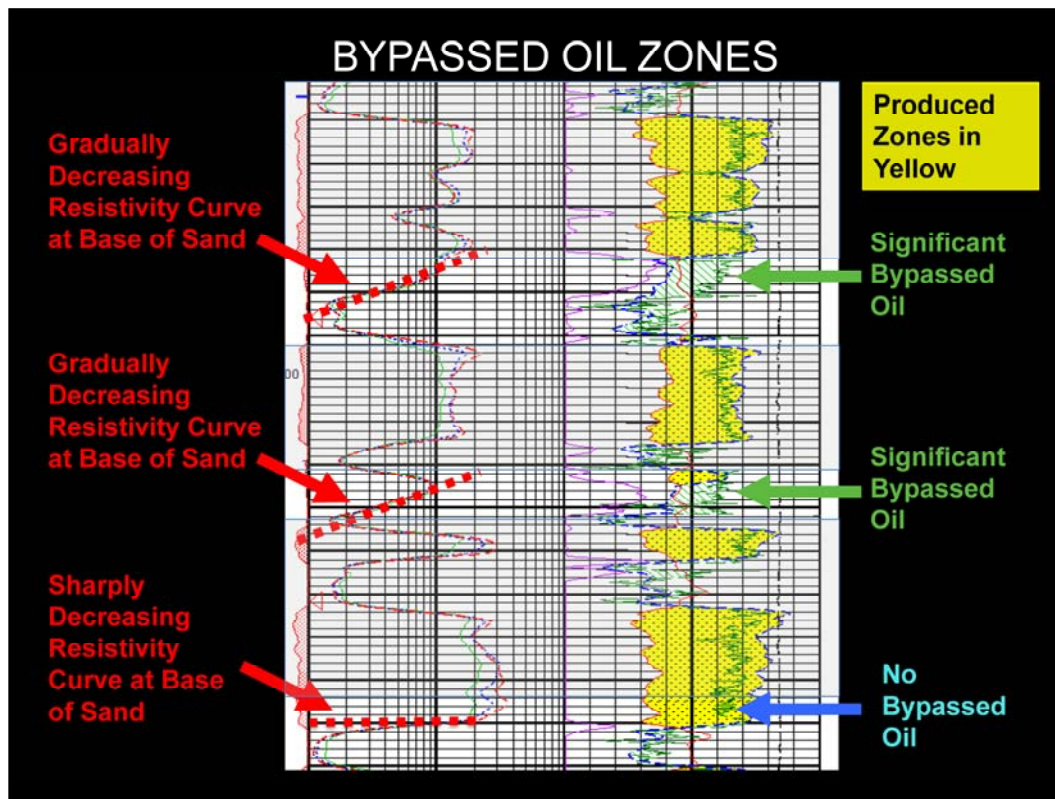 BYPASSED OIL ZONES
Produced
Zones in
Yellow
Gradually
Decreasing
Resistivity Curve
at Base of Sand
Significant
Bypassed
Oil
Gradually
Decreasing
Resistivity Curve
at Base of Sand
00
Significant
Bypassed
Oil
Sharply
Decreasing
Resistivity
Curve at Base
of Sand
No
Bypassed
Oil